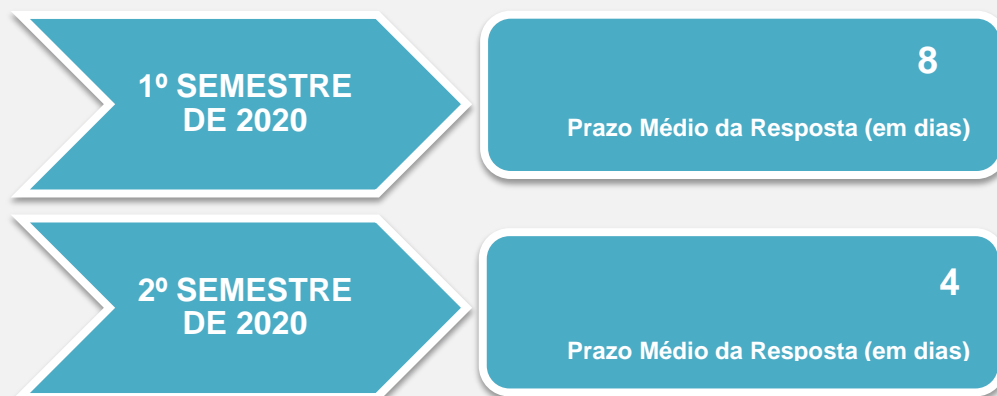 1º SEMESTRE
DE 2020
8
Prazo Médio da Resposta (em dias)
2º SEMESTRE
DE 2020
4
Prazo Médio da Resposta (em dias)